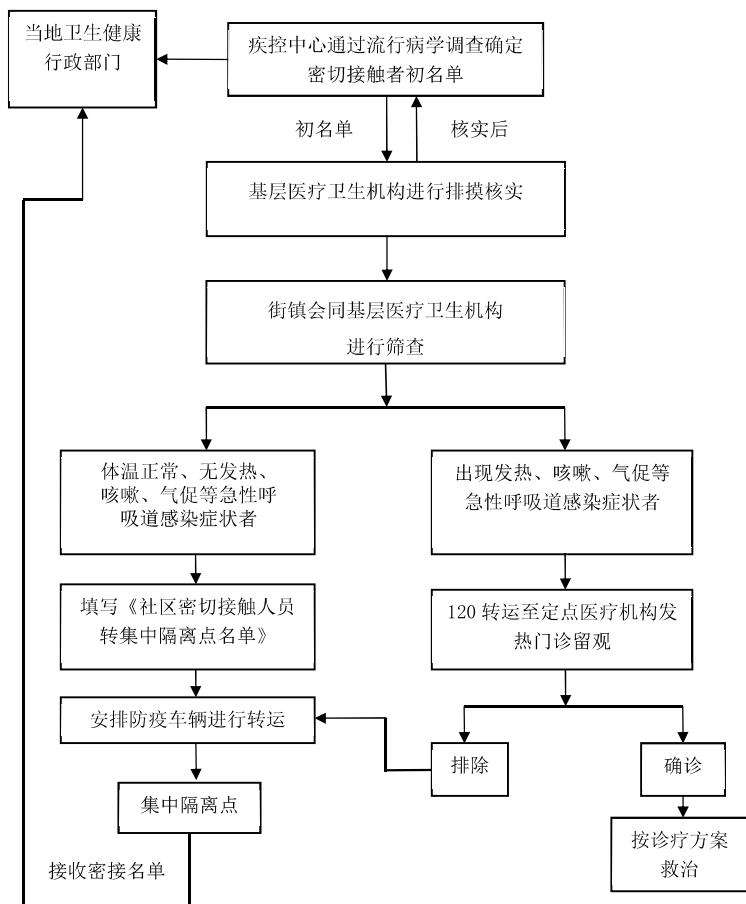 当地卫生健康
行政部门
疾控中心通过流行病学调查确定
密切接触者初名单
初名单
核实后
基层医疗卫生机构进行排摸核实
街镇会同基层医疗卫生机构
进行筛查
体温正常、无发热、
咳嗽、气促等急性呼
吸道感染症状者
出现发热、咳嗽、气促等
急性呼吸道感染症状者
填写《社区密切接触人员
转集中隔离点名单》
120 转运至定点医疗机构发
热门诊留观
安排防疫车辆进行转运
排除
确诊
集中隔离点
按诊疗方案
救治
接收密接名单